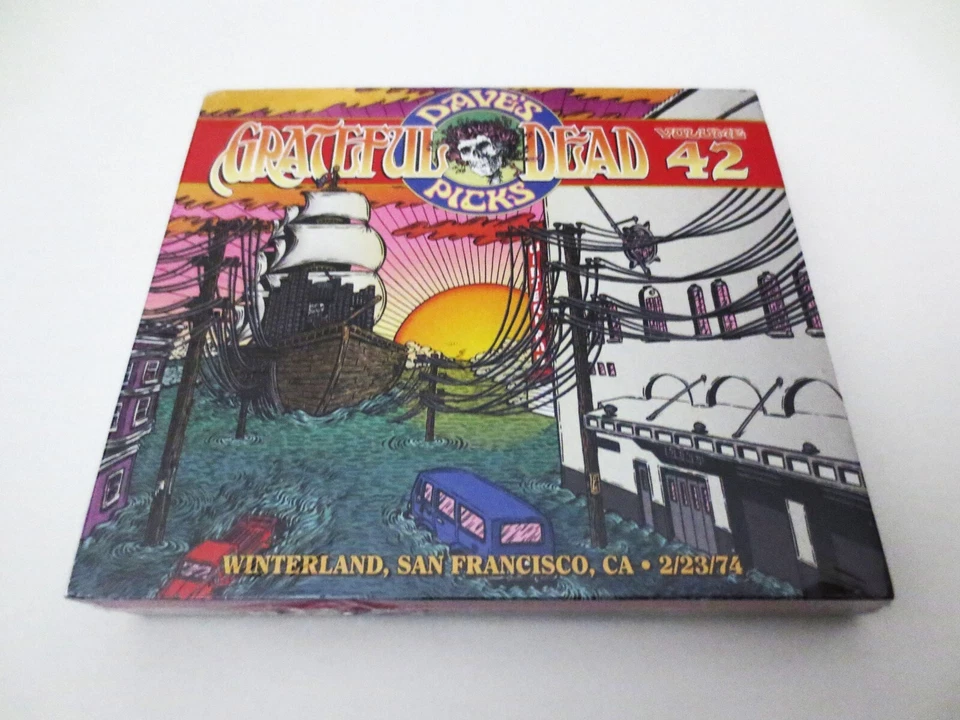 DAVE'S
GRATEFUL DEAD
PICKS
VOLUME
42
WINTERLAND, SAN FRANCISCO, CA • 2/23/74